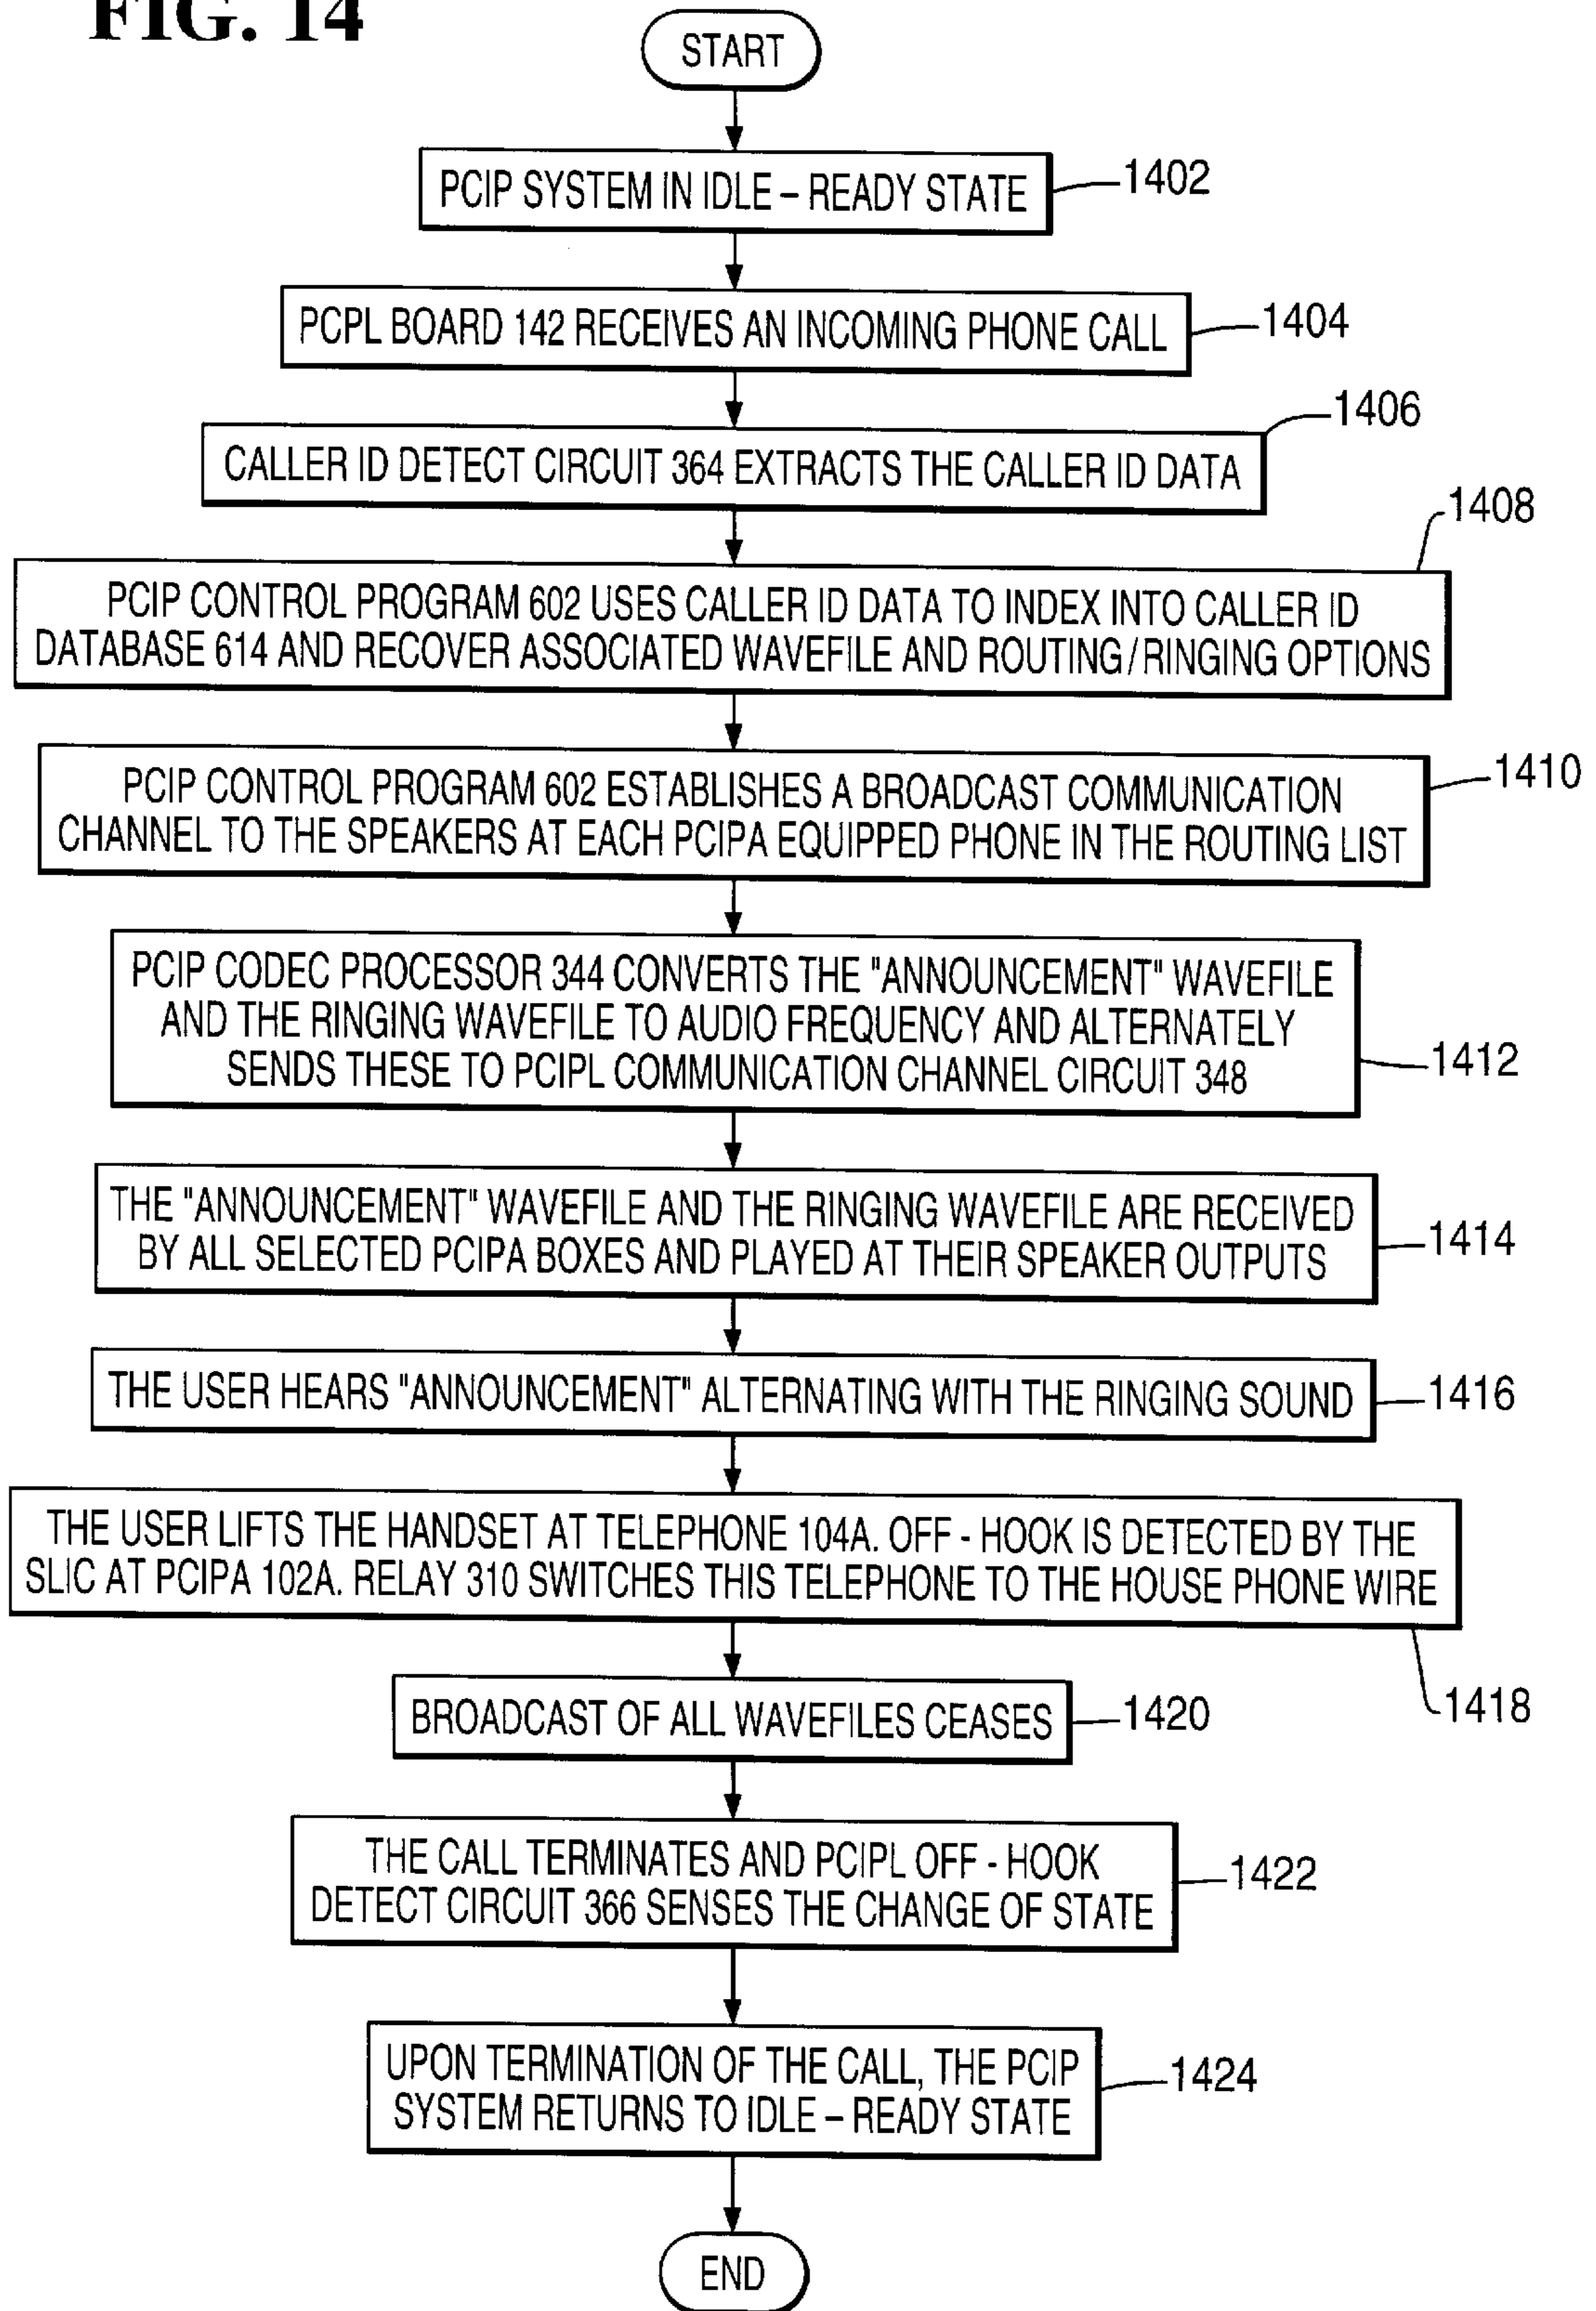 FIG. 14
START
PCIP SYSTEM IN IDLE – READY STATE
1402
PCPL BOARD 142 RECEIVES AN INCOMING PHONE CALL
1404
CALLER ID DETECT CIRCUIT 364 EXTRACTS THE CALLER ID DATA
1406
PCIP CONTROL PROGRAM 602 USES CALLER ID DATA TO INDEX INTO CALLER ID
DATABASE 614 AND RECOVER ASSOCIATED WAVEFILE AND ROUTING/RINGING OPTIONS
1408
PCIP CONTROL PROGRAM 602 ESTABLISHES A BROADCAST COMMUNICATION
CHANNEL TO THE SPEAKERS AT EACH PCIPA EQUIPPED PHONE IN THE ROUTING LIST
1410
PCIP CODEC PROCESSOR 344 CONVERTS THE "ANNOUNCEMENT" WAVEFILE
AND THE RINGING WAVEFILE TO AUDIO FREQUENCY AND ALTERNATELY
SENDS THESE TO PCIPL COMMUNICATION CHANNEL CIRCUIT 348
1412
THE "ANNOUNCEMENT" WAVEFILE AND THE RINGING WAVEFILE ARE RECEIVED
BY ALL SELECTED PCIPA BOXES AND PLAYED AT THEIR SPEAKER OUTPUTS
1414
THE USER HEARS "ANNOUNCEMENT" ALTERNATING WITH THE RINGING SOUND
1416
THE USER LIFTS THE HANDSET AT TELEPHONE 104A. OFF - HOOK IS DETECTED BY THE
SLIC AT PCIPA 102A. RELAY 310 SWITCHES THIS TELEPHONE TO THE HOUSE PHONE WIRE
1418
BROADCAST OF ALL WAVEFILES CEASES
1420
THE CALL TERMINATES AND PCIPL OFF - HOOK
DETECT CIRCUIT 366 SENSES THE CHANGE OF STATE
1422
UPON TERMINATION OF THE CALL, THE PCIP
SYSTEM RETURNS TO IDLE – READY STATE
1424
END